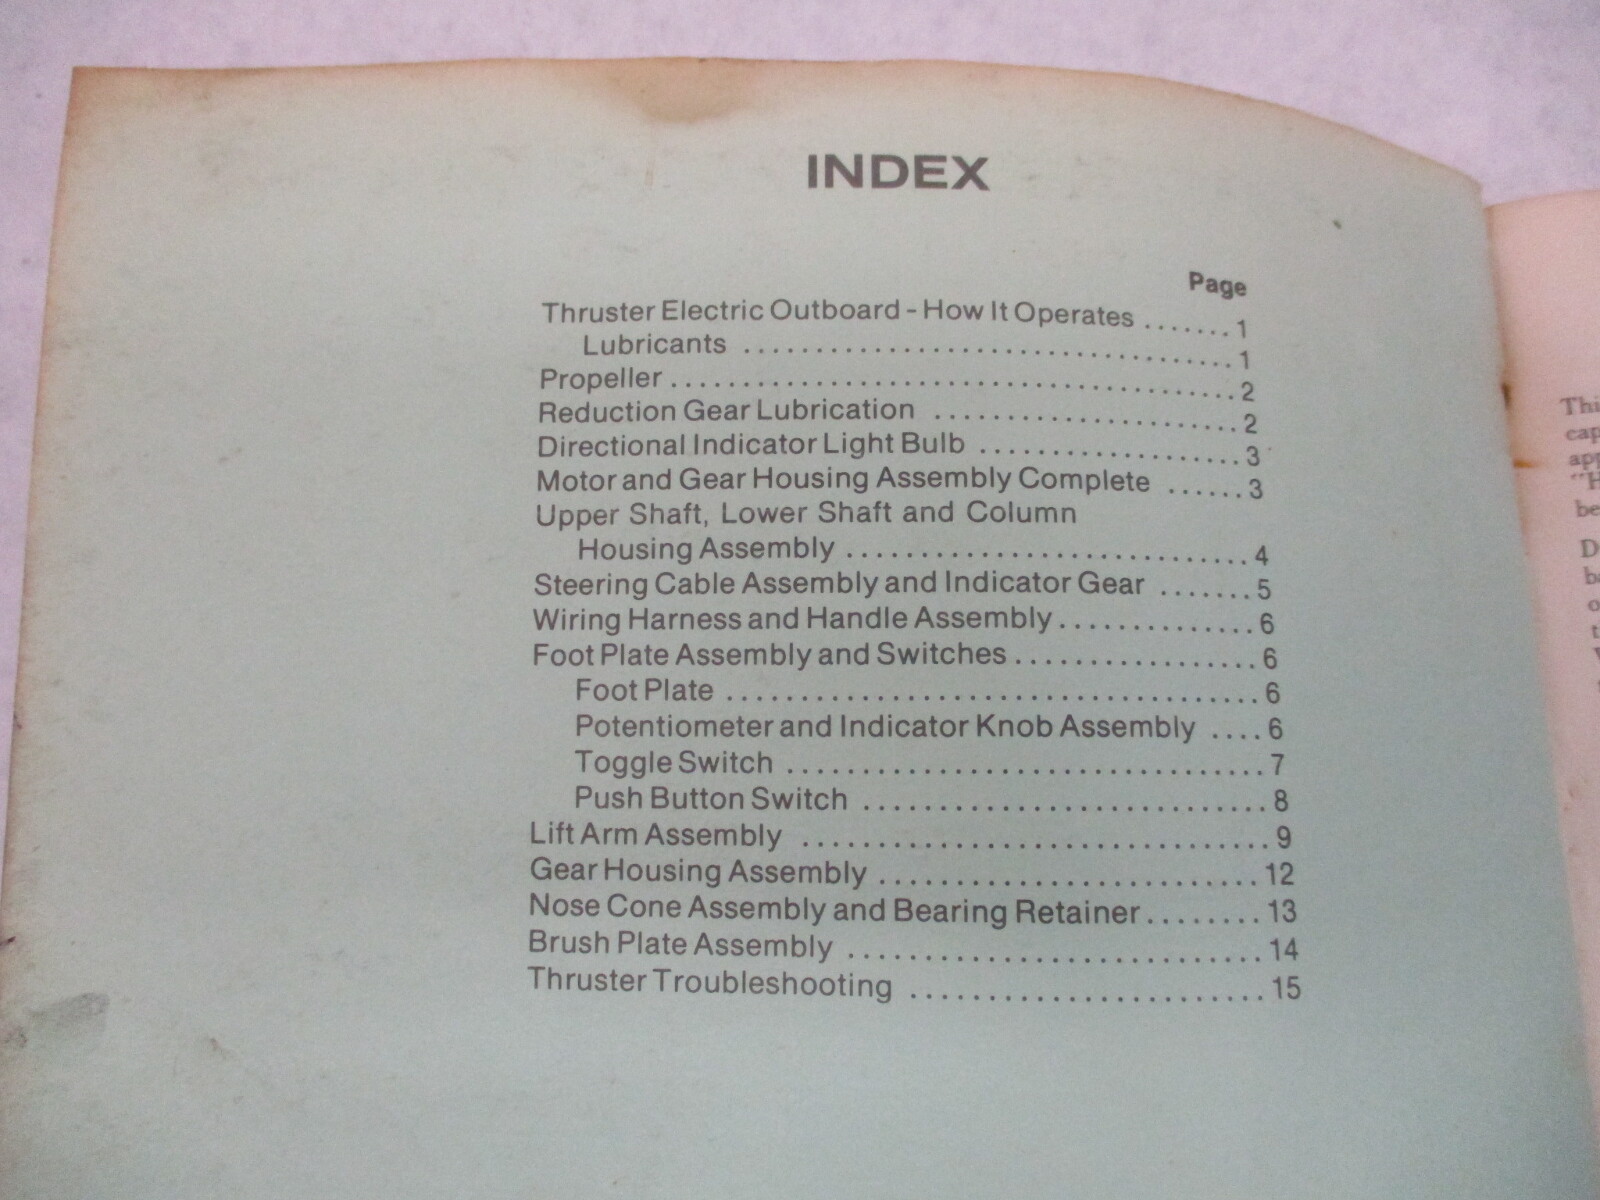 INDEX
Page
Thruster Electric Outboard - How It Operates .......1
Lubricants ..................................1
Propeller .......................................2
Reduction Gear Lubrication ......................2
Directional Indicator Light Bulb ...................3
Motor and Gear Housing Assembly Complete ......3
Upper Shaft, Lower Shaft and Column
Housing Assembly ...........................4
Steering Cable Assembly and Indicator Gear .......5
Wiring Harness and Handle Assembly..............6
Foot Plate Assembly and Switches.................6
Foot Plate ...................................6
Potentiometer and Indicator Knob Assembly ....6
Toggle Switch ................................7
Push Button Switch ...........................8
Lift Arm Assembly ...............................9
Gear Housing Assembly .........................12
Nose Cone Assembly and Bearing Retainer........13
Brush Plate Assembly ...........................14
Thruster Troubleshooting .......................15